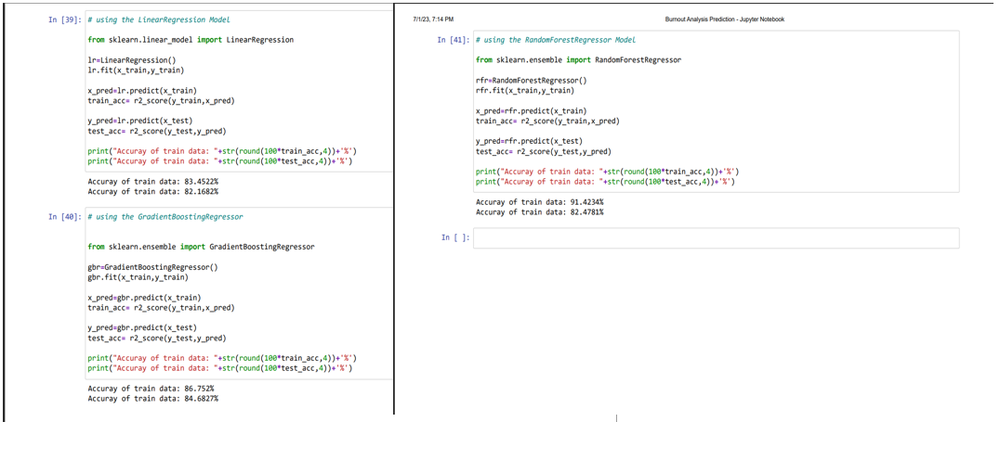 In [39]: # using the LinearRegression Model
from sklearn.linear_model import LinearRegression
lr=LinearRegression()
lr.fit(x_train,y_train)
x_pred=lr.predict(x_train)
train_acc= r2_score(y_train,x_pred)
y_pred=lr.predict(x_test)
test_acc= r2_score(y_test,y_pred)
print("Accuray of train data: "+str(round(100*train_acc,4))+'%')
print("Accuray of train data: "+str(round(100*test_acc,4))+'%')
Accuray of train data: 83.4522%
Accuray of train data: 82.1682%
In [40]: # using the GradientBoostingRegressor
from sklearn.ensemble import GradientBoostingRegressor
gbr=GradientBoostingRegressor()
gbr.fit(x_train,y_train)
x_pred=gbr.predict(x_train)
train_acc= r2_score(y_train,x_pred)
y_pred=gbr.predict(x_test)
test_acc= r2_score(y_test,y_pred)
print("Accuray of train data: "+str(round(100*train_acc,4))+'%')
print("Accuray of train data: "+str(round(100*test_acc,4))+'%')
Accuray of train data: 86.752%
Accuray of train data: 84.6827%
7/1/23, 7:14 PM Burnout Analysis Prediction - Jupyter Notebook
In [41]: # using the RandomForestRegressor Model
from sklearn.ensemble import RandomForestRegressor
rfr=RandomForestRegressor()
rfr.fit(x_train,y_train)
x_pred=rfr.predict(x_train)
train_acc= r2_score(y_train,x_pred)
y_pred=rfr.predict(x_test)
test_acc= r2_score(y_test,y_pred)
print("Accuray of train data: "+str(round(100*train_acc,4))+'%')
print("Accuray of train data: "+str(round(100*test_acc,4))+'%')
Accuray of train data: 91.4234%
Accuray of train data: 82.4781%
In [ ]: